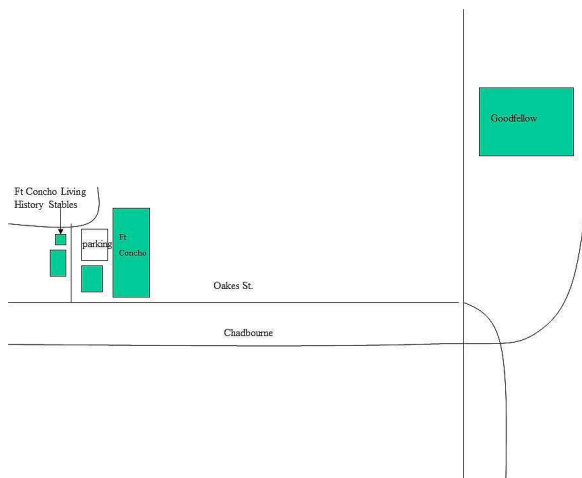 Goodfellow
Ft Concho Living
History Stables
parking
Ft
Concho
Oakes St.
Chadbourne